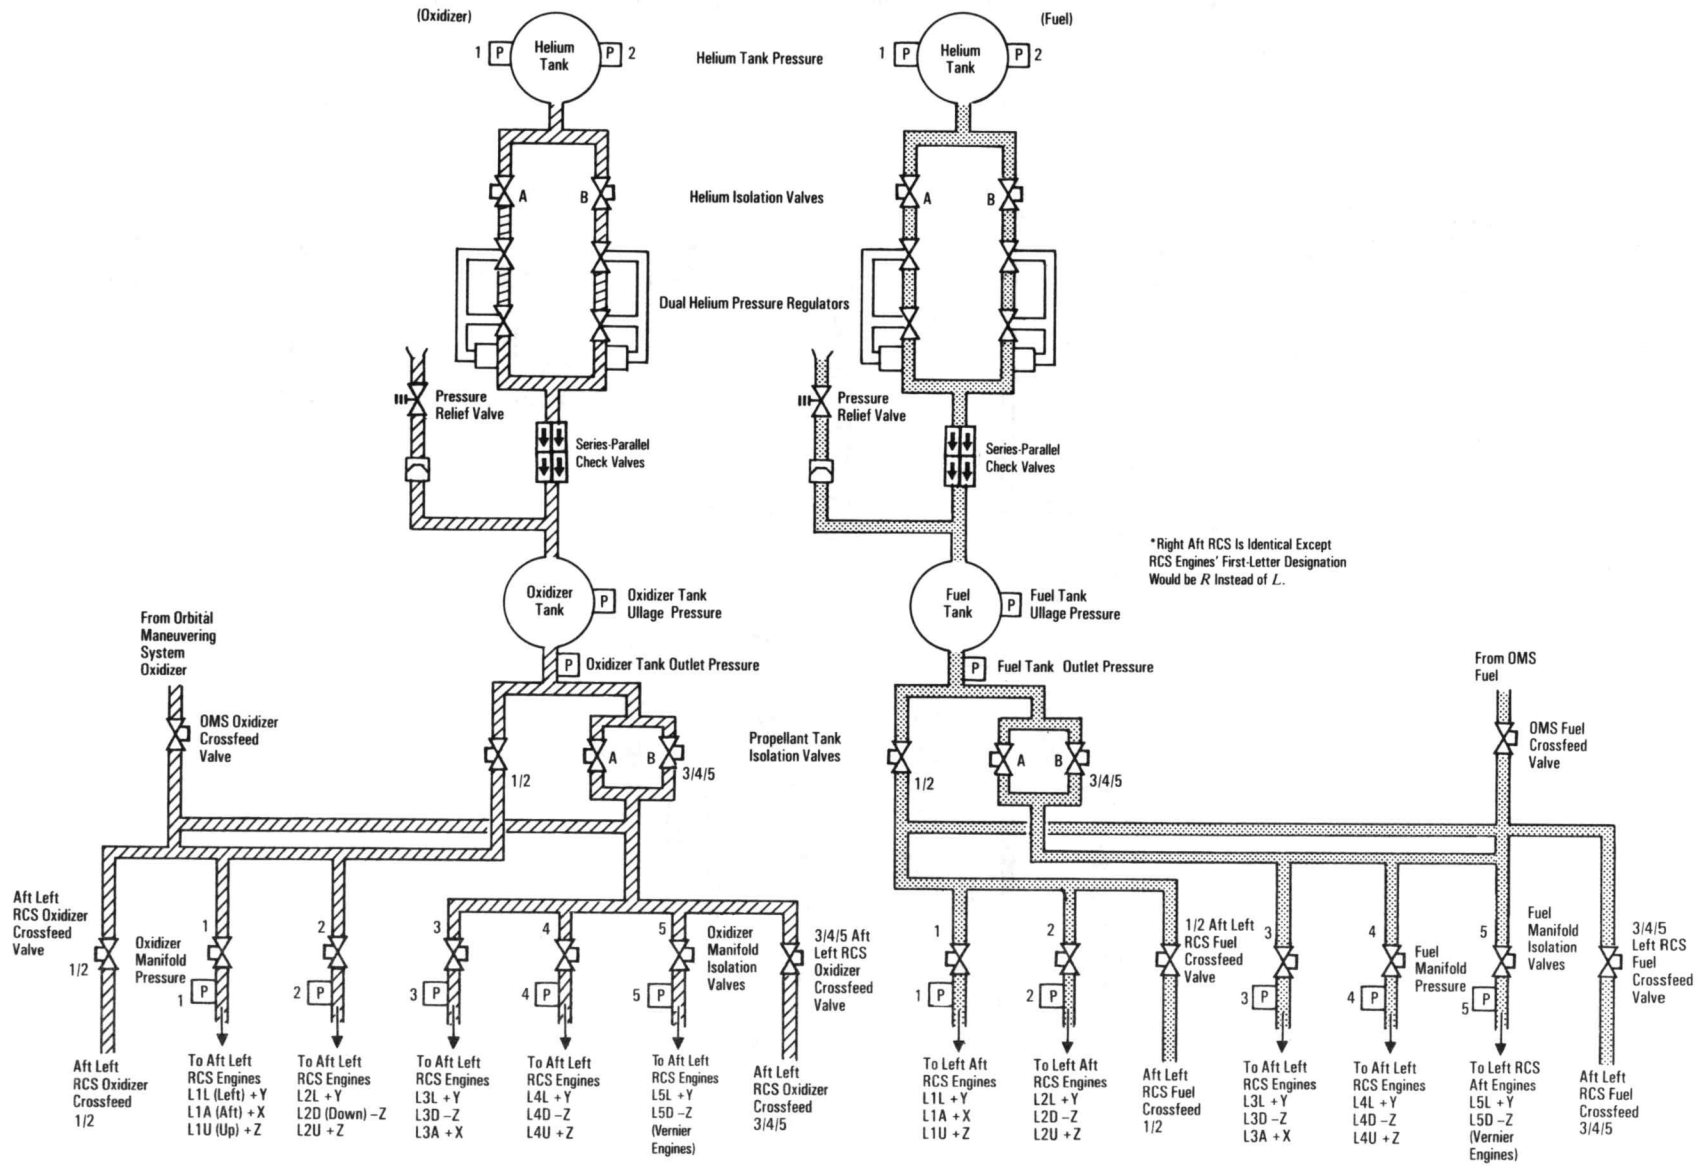 (Oxidizer)
(Fuel)
1 P
Helium
Tank
P 2
Helium Tank Pressure
1 P
Helium
Tank
P 2
A
B
Helium Isolation Valves
A
B
Dual Helium Pressure Regulators
Pressure
Relief Valve
Series-Parallel
Check Valves
Pressure
Relief Valve
Series-Parallel
Check Valves
*Right Aft RCS Is Identical Except
RCS Engines' First-Letter Designation
Would be R Instead of L.
Oxidizer
Tank
P
Oxidizer Tank
Ullage Pressure
Fuel
Tank
P
Fuel Tank
Ullage Pressure
From Orbital
Maneuvering
System
Oxidizer
P
Oxidizer Tank Outlet Pressure
P
Fuel Tank Outlet Pressure
From OMS
Fuel
OMS Oxidizer
Crossfeed
Valve
1/2
A
B
3/4/5
Propellant Tank
Isolation Valves
1/2
A
B
3/4/5
OMS Fuel
Crossfeed
Valve
Aft Left
RCS Oxidizer
Crossfeed
Valve
1/2
Oxidizer
Manifold
Pressure
1
2
3
4
5
Oxidizer
Manifold
Isolation
Valves
3/4/5 Aft
Left RCS
Oxidizer
Crossfeed
Valve
1
2
1/2 Aft Left
RCS Fuel
Crossfeed
Valve
3
4
Fuel
Manifold
Pressure
5
Fuel
Manifold
Isolation
Valves
3/4/5
Left RCS
Fuel
Crossfeed
Valve
1 P
2 P
3 P
4 P
5 P
1 P
2 P
3 P
4 P
5 P
Aft Left
RCS Oxidizer
Crossfeed
1/2
To Aft Left
RCS Engines
L1L (Left) +Y
L1A (Aft) +X
L1U (Up) +Z
To Aft Left
RCS Engines
L2L +Y
L2D (Down) –Z
L2U +Z
To Aft Left
RCS Engines
L3L +Y
L3D –Z
L3A +X
To Aft Left
RCS Engines
L4L +Y
L4D –Z
L4U +Z
To Aft Left
RCS Engines
L5L +Y
L5D –Z
(Vernier
Engines)
Aft Left
RCS Oxidizer
Crossfeed
3/4/5
To Left Aft
RCS Engines
L1L +Y
L1A +X
L1U +Z
To Left Aft
RCS Engines
L2L +Y
L2D –Z
L2U +Z
Aft Left
RCS Fuel
Crossfeed
1/2
To Aft Left
RCS Engines
L3L +Y
L3D –Z
L3A +X
To Aft Left
RCS Engines
L4L +Y
L4D –Z
L4U +Z
To Left RCS
Aft Engines
L5L +Y
L5D –Z
(Vernier
Engines)
Aft Left
RCS Fuel
Crossfeed
3/4/5